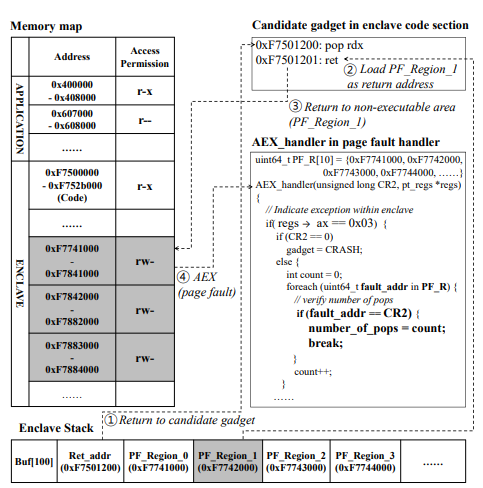 Memory map
Address
Access
Permission
APPLICATION
0x400000
- 0x408000
r-x
0x607000
- 0x608000
r--
......
ENCLAVE
0xF7500000
- 0xF752b000
(Code)
r-x
......
0xF7741000
-
0xF7841000
rw-
0xF7842000
-
0xF7882000
rw-
0xF7883000
-
0xF7884000
rw-
......
Candidate gadget in enclave code section
0xF7501200: pop rdx
0xF7501201: ret
② Load PF_Region_1
as return address
③ Return to non-executable area
(PF_Region_1)
AEX_handler in page fault handler
uint64_t PF_R[10] = {0xF7741000, 0xF7742000,
0xF7743000, 0xF7744000, ......}
AEX_handler(unsigned long CR2, pt_regs *regs)
{
// Indicate exception within enclave
if( regs → ax == 0x03) {
if (CR2 == 0)
gadget = CRASH;
else {
int count = 0;
foreach (uint64_t fault_addr in PF_R) {
// verify number of pops
if (fault_addr == CR2) {
number_of_pops = count;
break;
}
count++;
}
......
④ AEX
(page fault)
① Return to candidate gadget
Enclave Stack
Buf[100]
Ret_addr
(0xF7501200)
PF_Region_0
(0xF7741000)
PF_Region_1
(0xF7742000)
PF_Region_2
(0xF7743000)
PF_Region_3
(0xF7744000)
......